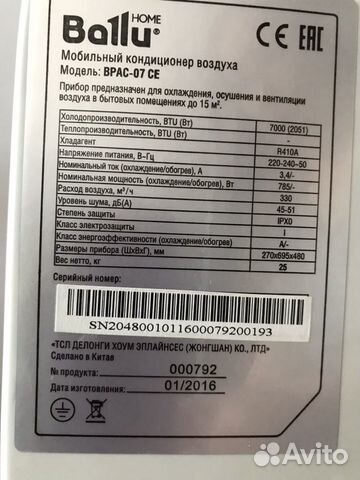 Ballu® HOME
CE EAC
Мобильный кондиционер воздуха
Модель: BPAC-07 CE
Прибор предназначен для охлаждения, осушения и вентиляции
воздуха в бытовых помещениях до 15 м².
Холодопроизводительность, BTU (Вт) 7000 (2051)
Теплопроизводительность, BTU (Вт) -
Хладагент R410A
Напряжение питания, В~Гц 220-240~50
Номинальный ток (охлаждение/обогрев), А 3,4/-
Номинальная мощность (охлаждение/обогрев), Вт 785/-
Расход воздуха, м³/ч 330
Уровень шума, дБ(А) 45-51
Степень защиты IPX0
Класс электрозащиты I
Класс энергоэффективности (охлаждение/обогрев) A/-
Размеры прибора (ШхВхГ), мм 270x695x480
Вес нетто, кг 25
Серийный номер:
SN2048001011600079200193
«ТСЛ ДЕЛОНГИ ХОУМ ЭПЛАЙНСЕС (ЖОНГШАН) КО., ЛТД»
Сделано в Китае
№ продукта: 000792
Дата изготовления: 01/2016
Avito